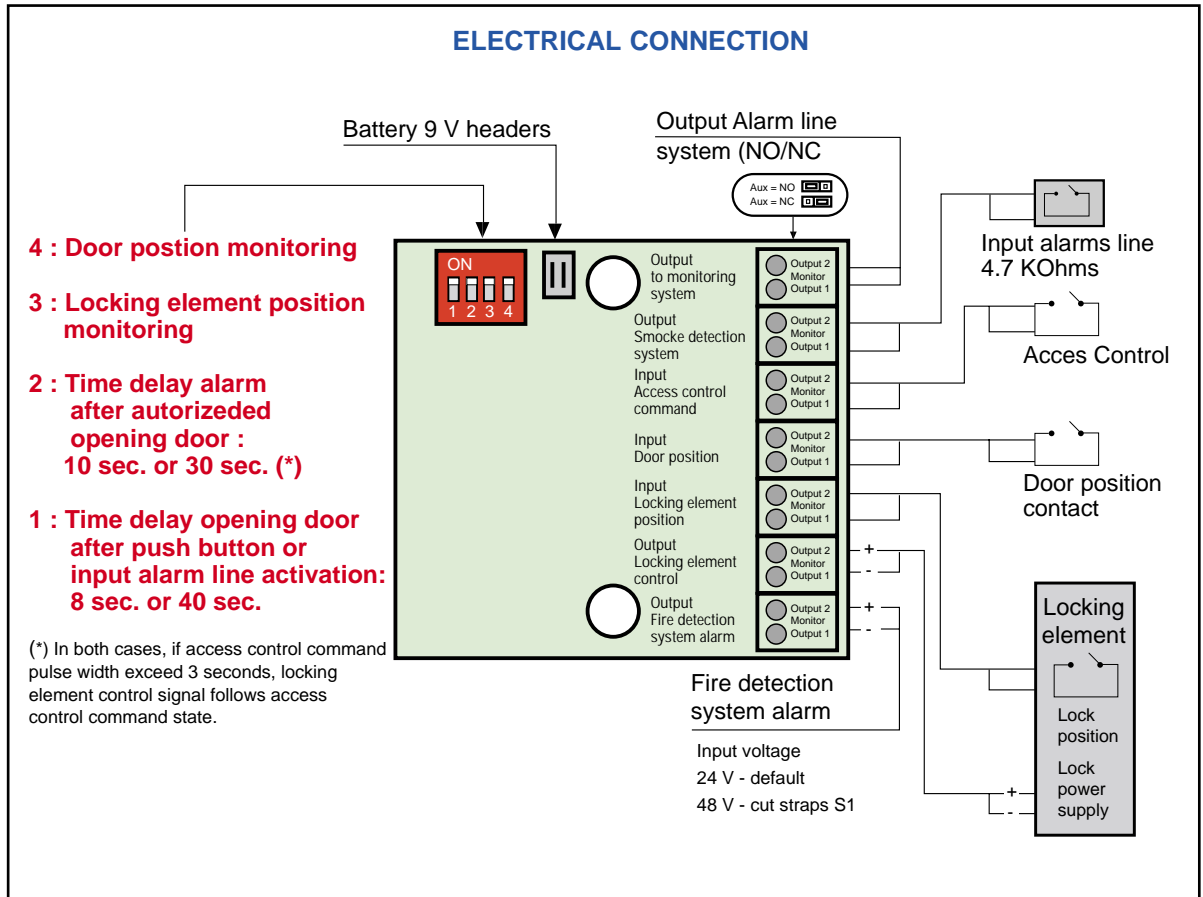 ELECTRICAL CONNECTION
Battery 9 V headers
Output Alarm line
system (NO/NC
Aux = NO
Aux = NC
4 : Door postion monitoring
3 : Locking element position
monitoring
2 : Time delay alarm
after autorizeded
opening door :
10 sec. or 30 sec. (*)
1 : Time delay opening door
after push button or
input alarm line activation:
8 sec. or 40 sec.
(*) In both cases, if access control command
pulse width exceed 3 seconds, locking
element control signal follows access
control command state.
ON
1 2 3 4
Output
to monitoring
system
Output 2
Monitor
Output 1
Output
Smocke detection
system
Output 2
Monitor
Output 1
Input
Access control
command
Output 2
Monitor
Output 1
Input
Door position
Output 2
Monitor
Output 1
Input
Locking element
position
Output 2
Monitor
Output 1
Output
Locking element
control
Output 2
Monitor
Output 1
+
-
Output
Fire detection
system alarm
Output 2
Monitor
Output 1
+
-
Input alarms line
4.7 KOhms
Acces Control
Door position
contact
Locking
element
Lock
position
Lock
power
supply
+
-
Fire detection
system alarm
Input voltage
24 V - default
48 V - cut straps S1